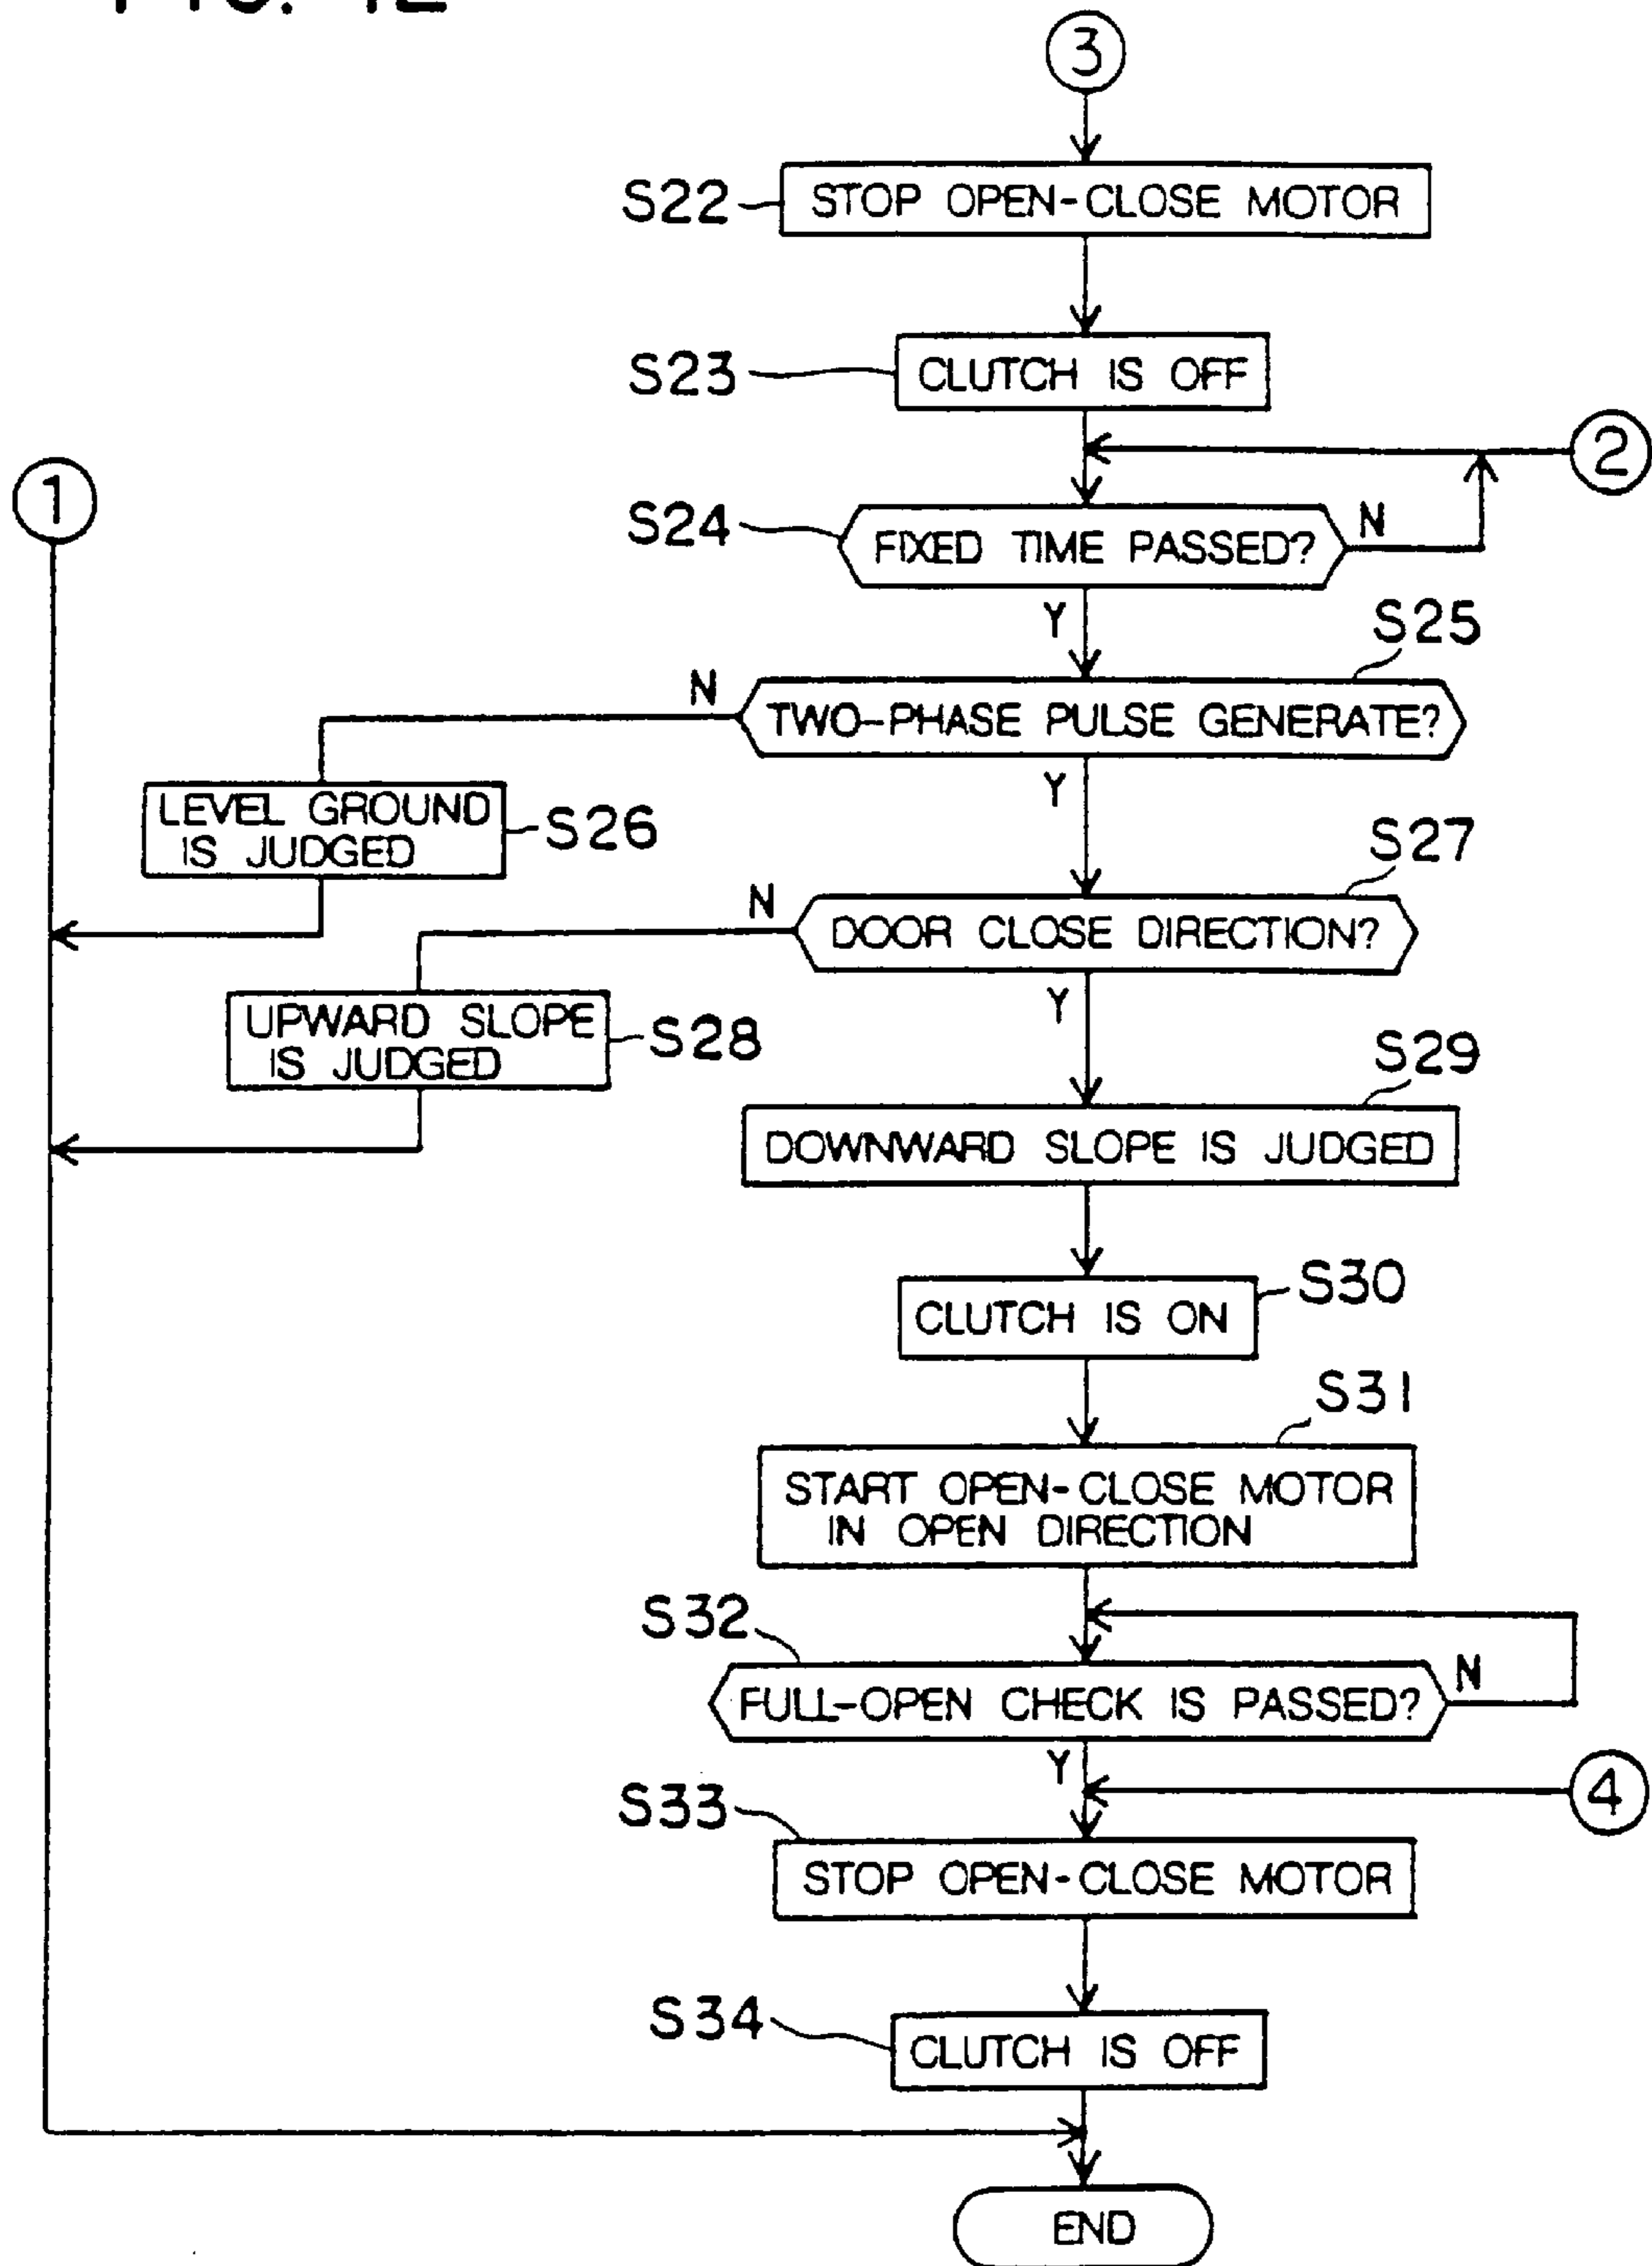 FIG. 42
3
S22
STOP OPEN-CLOSE MOTOR
S23
CLUTCH IS OFF
2
1
S24
FIXED TIME PASSED?
N
Y
S25
N
TWO-PHASE PULSE GENERATE?
Y
LEVEL GROUND
IS JUDGED
S26
S27
N
DOOR CLOSE DIRECTION?
Y
UPWARD SLOPE
IS JUDGED
S28
S29
DOWNWARD SLOPE IS JUDGED
S30
CLUTCH IS ON
S31
START OPEN-CLOSE MOTOR
IN OPEN DIRECTION
S32
FULL-OPEN CHECK IS PASSED?
N
Y
4
S33
STOP OPEN-CLOSE MOTOR
S34
CLUTCH IS OFF
END